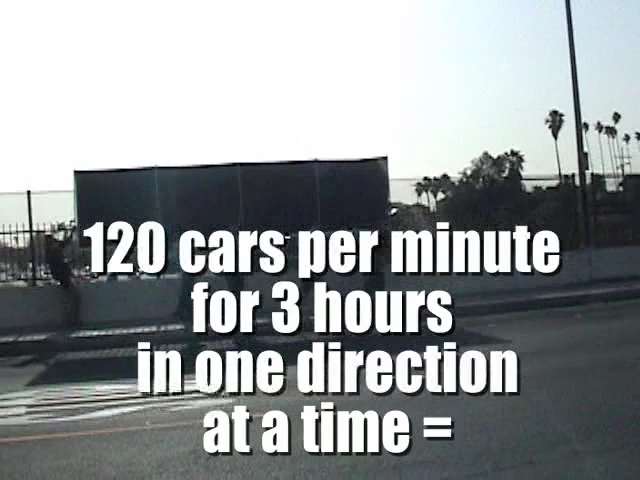 120 cars per minute
for 3 hours
in one direction
at a time =